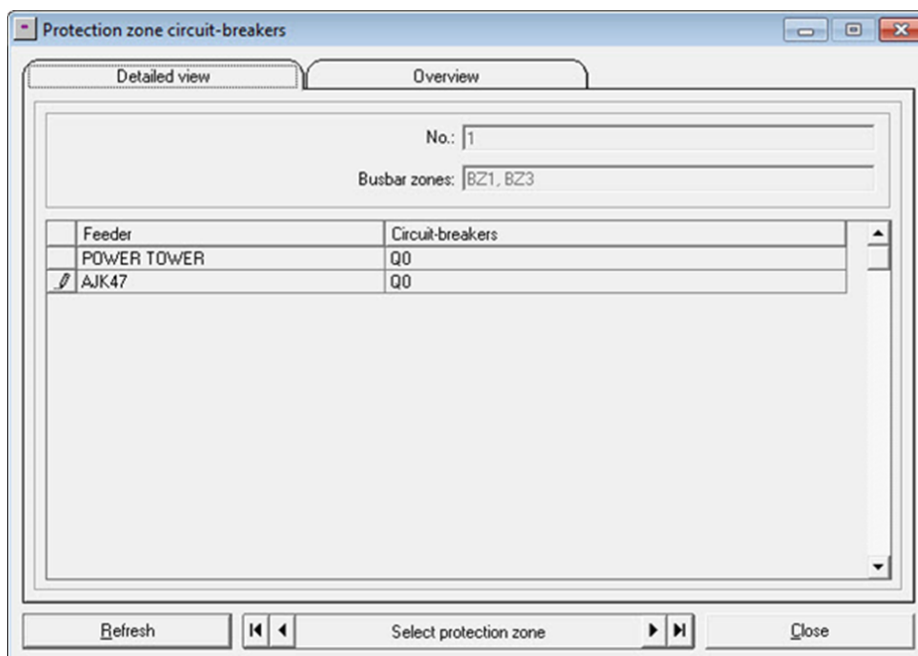 Protection zone circuit-breakers
Detailed view Overview
No.: 1
Busbar zones: BZ1, BZ3
Feeder Circuit-breakers
POWER TOWER Q0
AJK47 Q0
Refresh Select protection zone Close